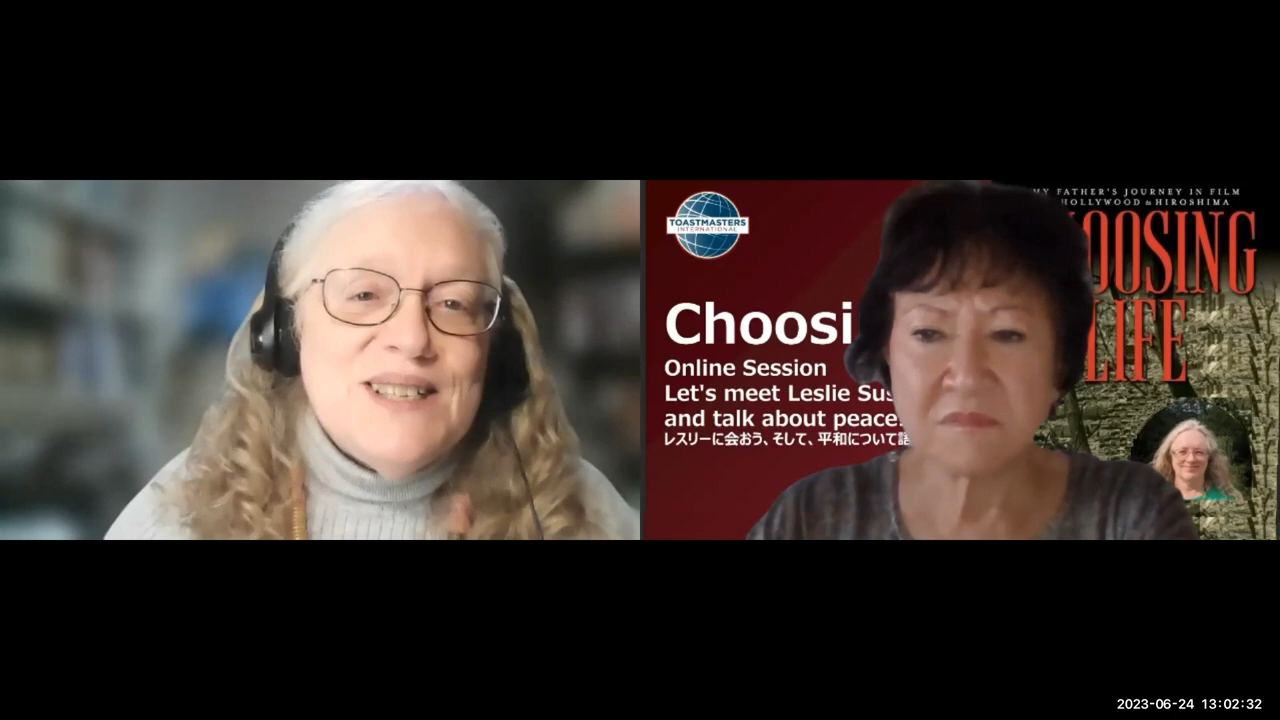 TOASTMASTERS
INTERNATIONAL
Choosi
Online Session
Let's meet Leslie Sus
and talk about peace.
レスリーに会おう、そして、平和について語
MY FATHER'S JOURNEY IN FILM
HOLLYWOOD to HIROSHIMA
OOSING
LIFE
2023-06-24 13:02:32